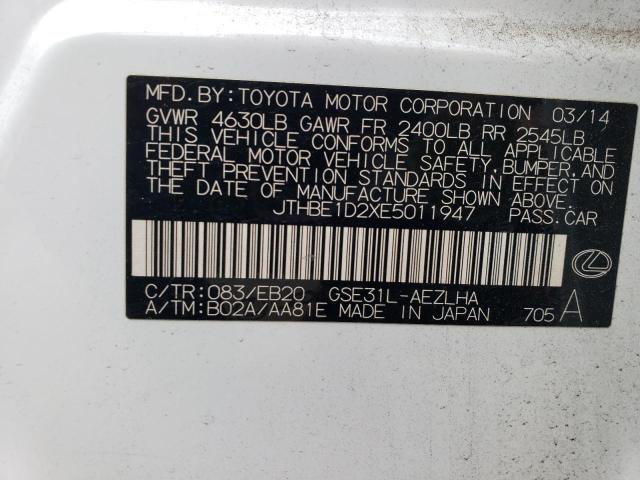 MFD.BY:TOYOTA MOTOR CORPORATION 03/14
GVWR 4630LB GAWR FR 2400LB RR 2545LB
THIS VEHICLE CONFORMS TO ALL APPLICABLE
FEDERAL MOTOR VEHICLE SAFETY,BUMPER,AND
THEFT PREVENTION STANDARDS IN EFFECT ON
THE DATE OF MANUFACTURE SHOWN ABOVE.
JTHBE1D2XE5011947 PASS.CAR
C/TR:083/EB20 GSE31L-AEZLHA
A/TM:B02A/AA81E MADE IN JAPAN 705 A